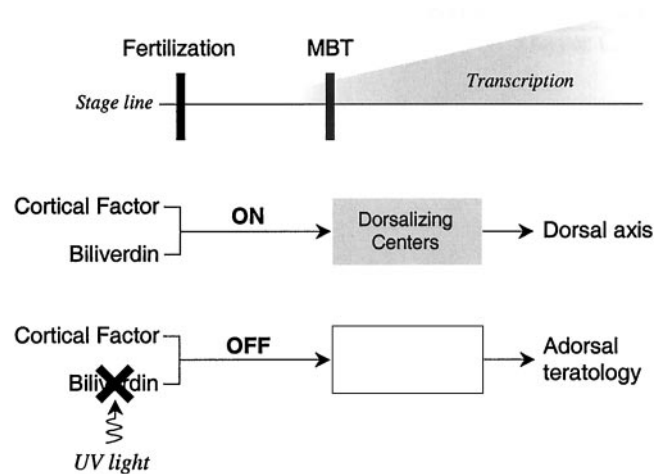 Fertilization MBT
Transcription
Stage line
Cortical Factor
ON
Dorsalizing
Centers
Dorsal axis
Biliverdin
Cortical Factor
OFF
Adorsal
teratology
Biliverdin
UV light